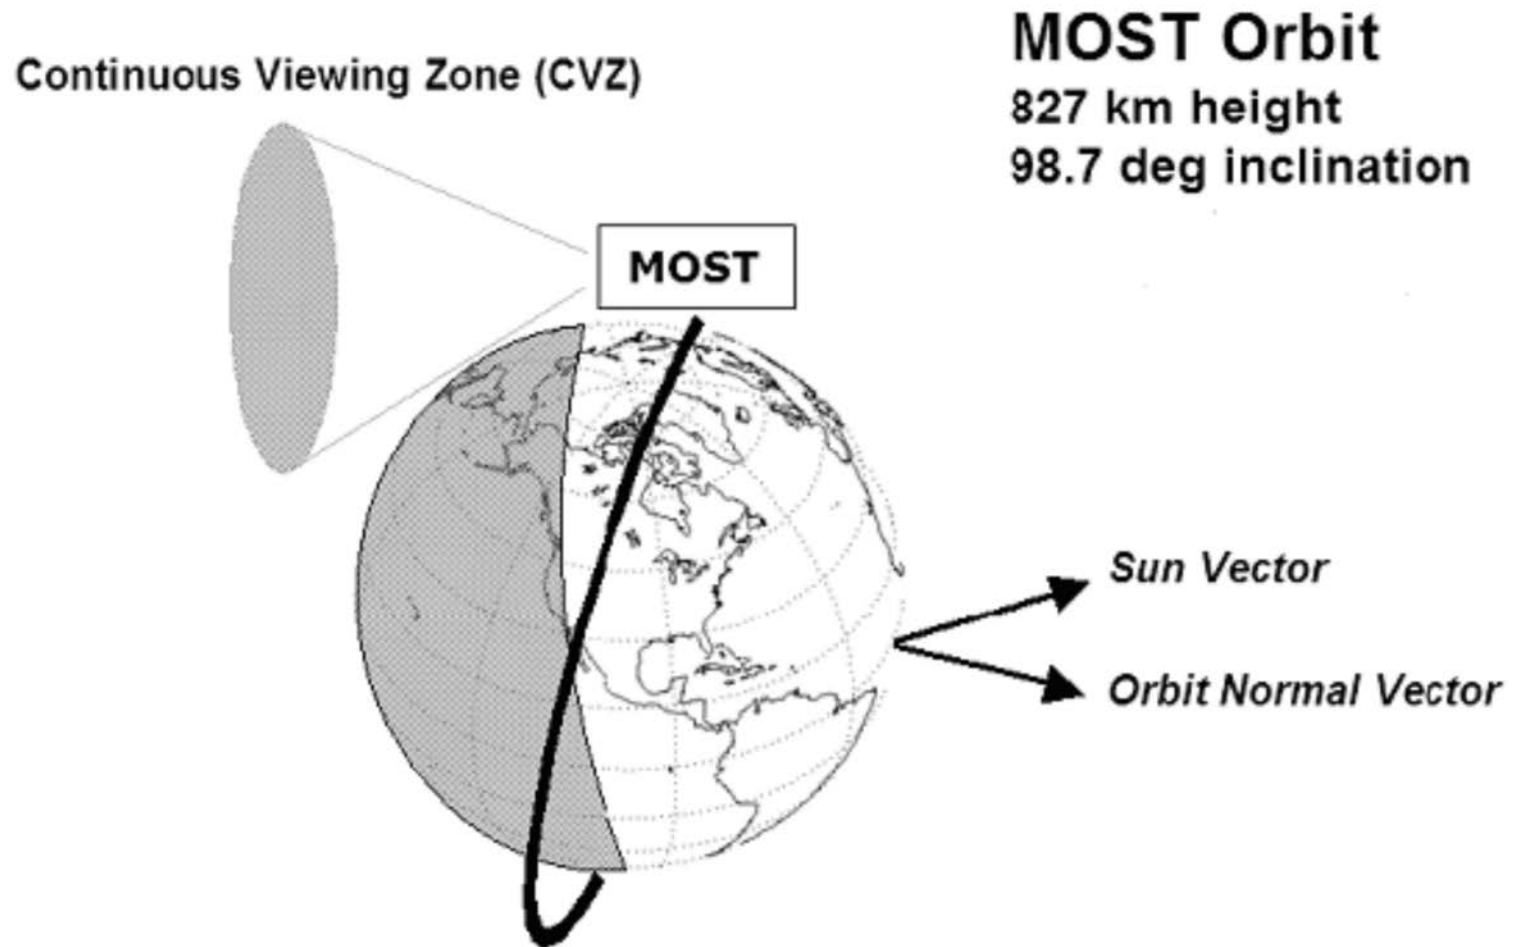 MOST Orbit
827 km height
98.7 deg inclination
Continuous Viewing Zone (CVZ)
MOST
Sun Vector
Orbit Normal Vector